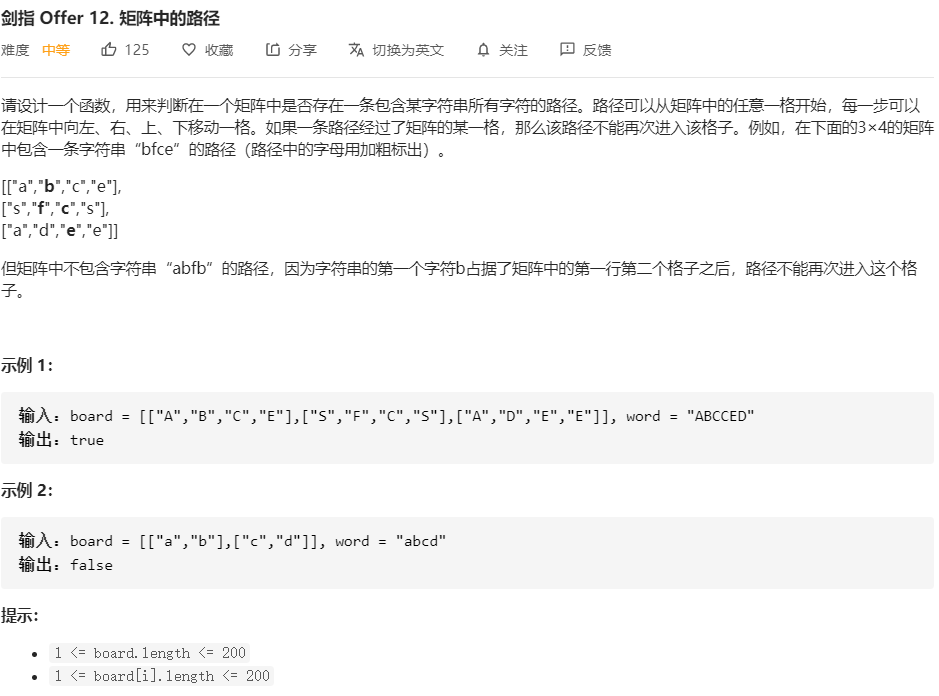 剑指 Offer 12. 矩阵中的路径
难度 中等 125 收藏 分享 切换为英文 关注 反馈
请设计一个函数，用来判断在一个矩阵中是否存在一条包含某字符串所有字符的路径。路径可以从矩阵中的任意一格开始，每一步可以
在矩阵中向左、右、上、下移动一格。如果一条路径经过了矩阵的某一格，那么该路径不能再次进入该格子。例如，在下面的3×4的矩阵
中包含一条字符串“bfce”的路径（路径中的字母用加粗标出）。
[["a","b","c","e"],
["s","f","c","s"],
["a","d","e","e"]]
但矩阵中不包含字符串“abfb”的路径，因为字符串的第一个字符b占据了矩阵中的第一行第二个格子之后，路径不能再次进入这个格
子。
示例 1：
输入：board = [["A","B","C","E"],["S","F","C","S"],["A","D","E","E"]], word = "ABCCED"
输出：true
示例 2：
输入：board = [["a","b"],["c","d"]], word = "abcd"
输出：false
提示：
1 <= board.length <= 200
1 <= board[i].length <= 200